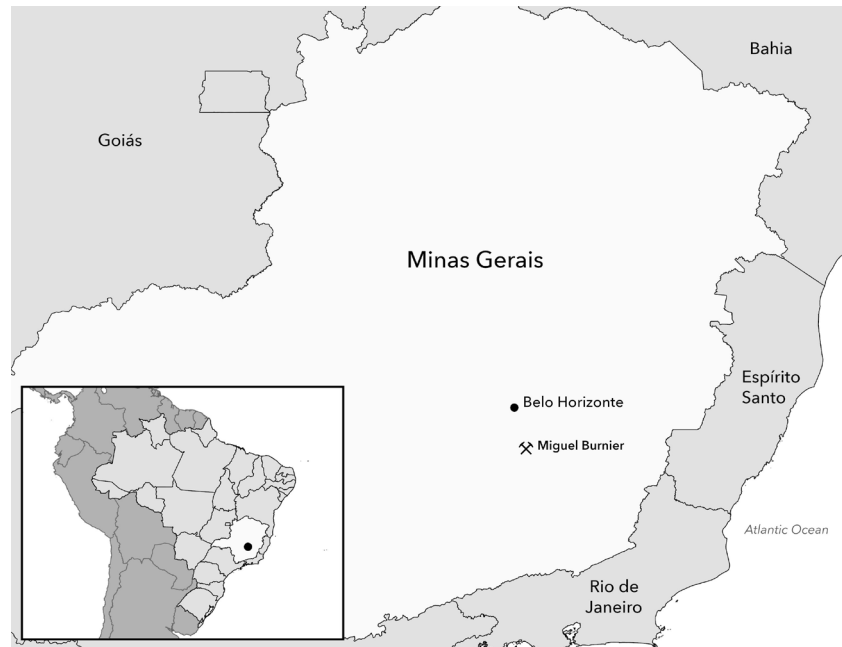 Bahia
Goiás
Minas Gerais
Espírito
Santo
Belo Horizonte
Miguel Burnier
Atlantic Ocean
Rio de
Janeiro